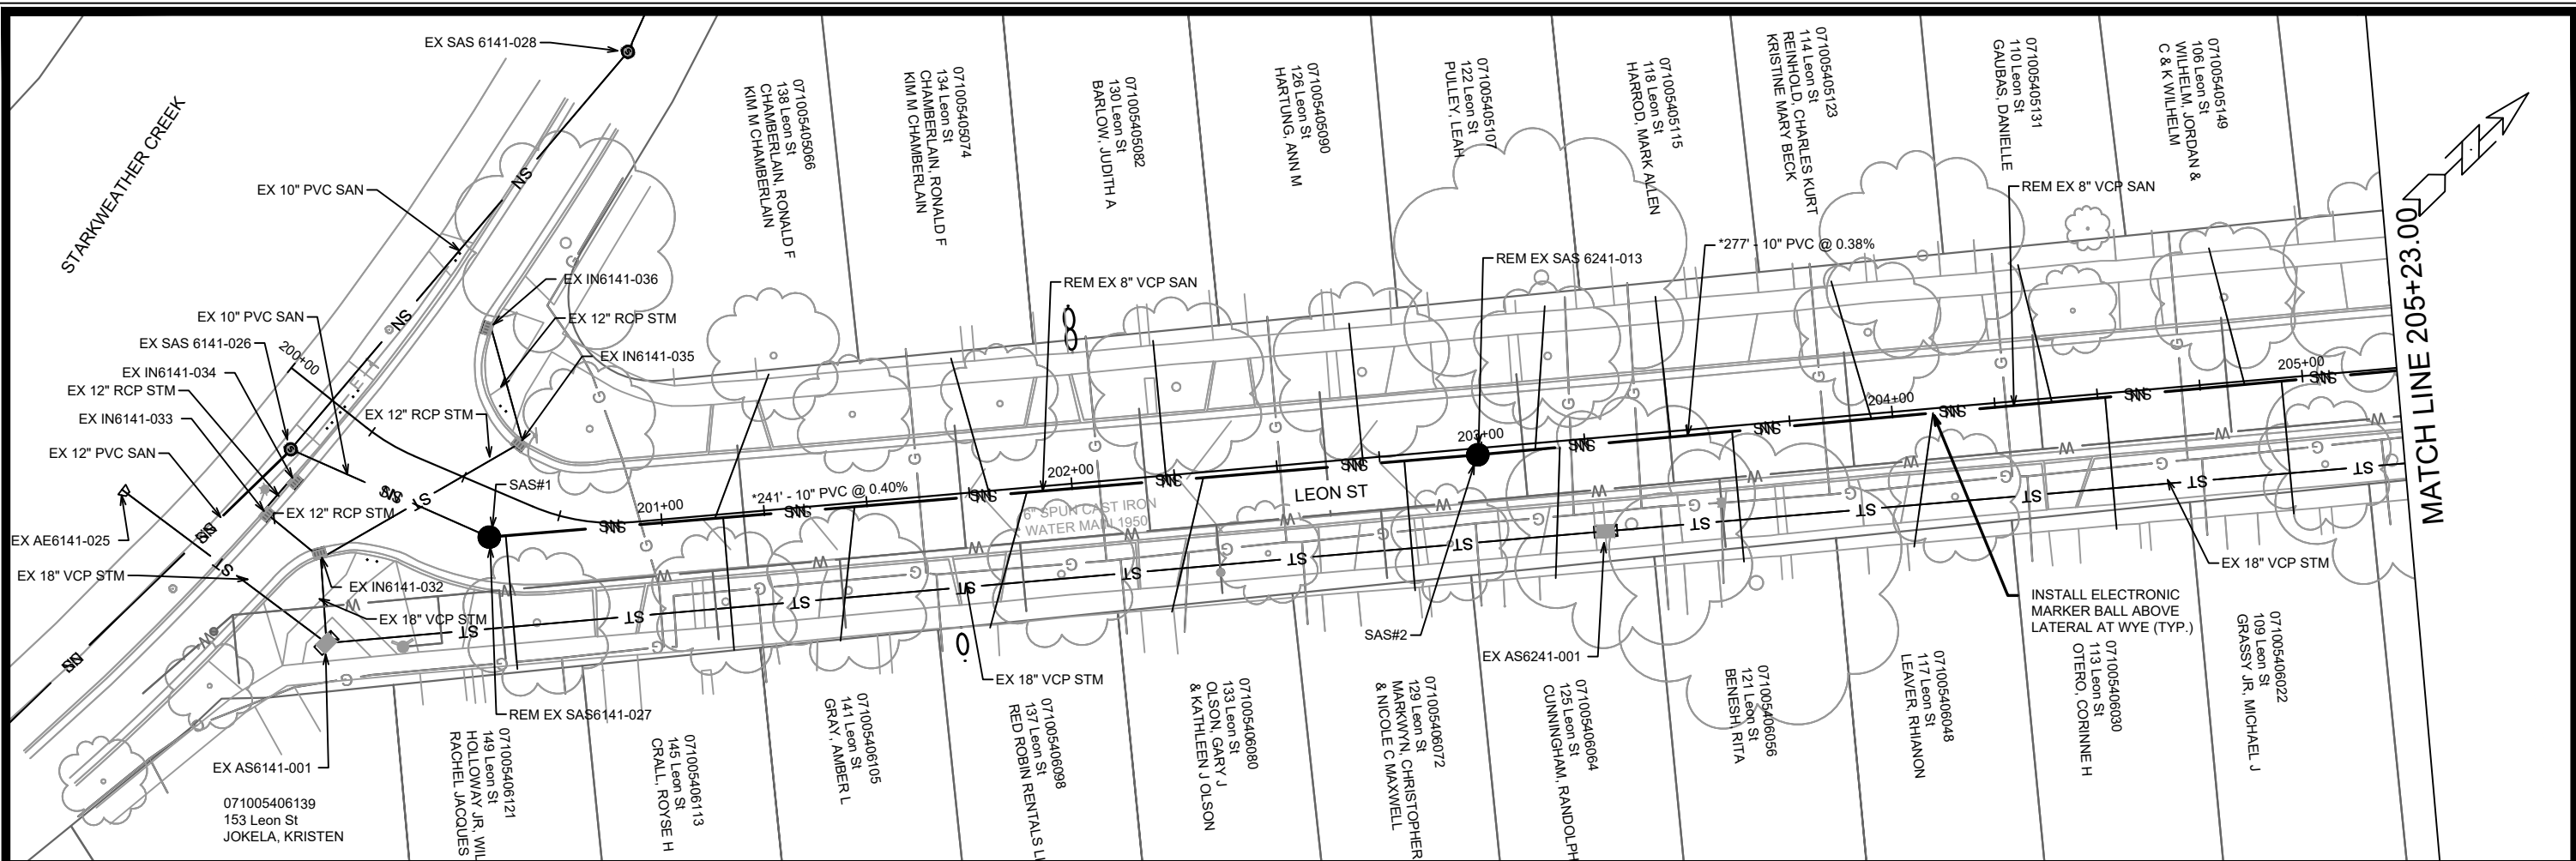 EX SAS 6141-028
STARKWEATHER CREEK
EX 10" PVC SAN
EX IN6141-036
EX 10" PVC SAN
EX 12" RCP STM
EX SAS 6141-026
200+00
EX IN6141-035
EX IN6141-034
EX 12" RCP STM
EX 12" RCP STM
EX IN6141-033
EX 12" PVC SAN
SAS#1
EX 12" RCP STM
EX AE6141-025
EX 18" VCP STM
EX IN6141-032
EX 18" VCP STM
REM EX SAS6141-027
EX AS6141-001
071005406139
153 Leon St
JOKELA, KRISTEN
071005405066
138 Leon St
CHAMBERLAIN, RONALD F
KIM M CHAMBERLAIN
071005405074
134 Leon St
CHAMBERLAIN, RONALD F
KIM M CHAMBERLAIN
071005405082
130 Leon St
BARLOW, JUDITH A
071005405090
126 Leon St
HARTUNG, ANN M
071005405107
122 Leon St
PULLEY, LEAH
071005405115
118 Leon St
HARROD, MARK ALLEN
071005405123
114 Leon St
REINHOLD, CHARLES KURT
KRISTINE MARY BECK
071005405131
110 Leon St
GAUBAS, DANIELLE
071005405149
106 Leon St
WILHELM, JORDAN &
C & K WILHELM
REM EX 8" VCP SAN
REM EX SAS 6241-013
*277' - 10" PVC @ 0.38%
REM EX 8" VCP SAN
8
201+00
*241' - 10" PVC @ 0.40%
202+00
6" SPUN CAST IRON
WATER MAIN 1950
LEON ST
203+00
204+00
205+00
MATCH LINE 205+23.00
EX 18" VCP STM
SAS#2
EX AS6241-001
INSTALL ELECTRONIC
MARKER BALL ABOVE
LATERAL AT WYE (TYP.)
EX 18" VCP STM
071005406121
149 Leon St
HOLLOWAY JR, WIL
RACHEL JACQUES
071005406113
145 Leon St
CRALL, ROYSE H
071005406105
141 Leon St
GRAY, AMBER L
071005406098
137 Leon St
RED ROBIN RENTALS L
071005406080
133 Leon St
OLSON, GARY J
& KATHLEEN J OLSON
071005406072
129 Leon St
MARKWYN, CHRISTOPHER
& NICOLE C MAXWELL
071005406064
125 Leon St
CUNNINGHAM, RANDOLPH
071005406056
121 Leon St
BENESH, RITA
071005406048
117 Leon St
LEAVER, RHIANON
071005406030
113 Leon St
OTERO, CORINNE H
071005406022
109 Leon St
GRASSY JR, MICHAEL J